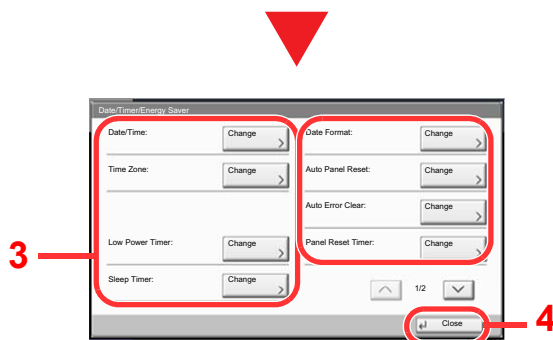 Date/Timer/Energy Saver
Date/Time: Change
Date Format: Change
Time Zone: Change
Auto Panel Reset: Change
Auto Error Clear: Change
3
Low Power Timer: Change
Panel Reset Timer: Change
Sleep Timer: Change
1/2
Close
4